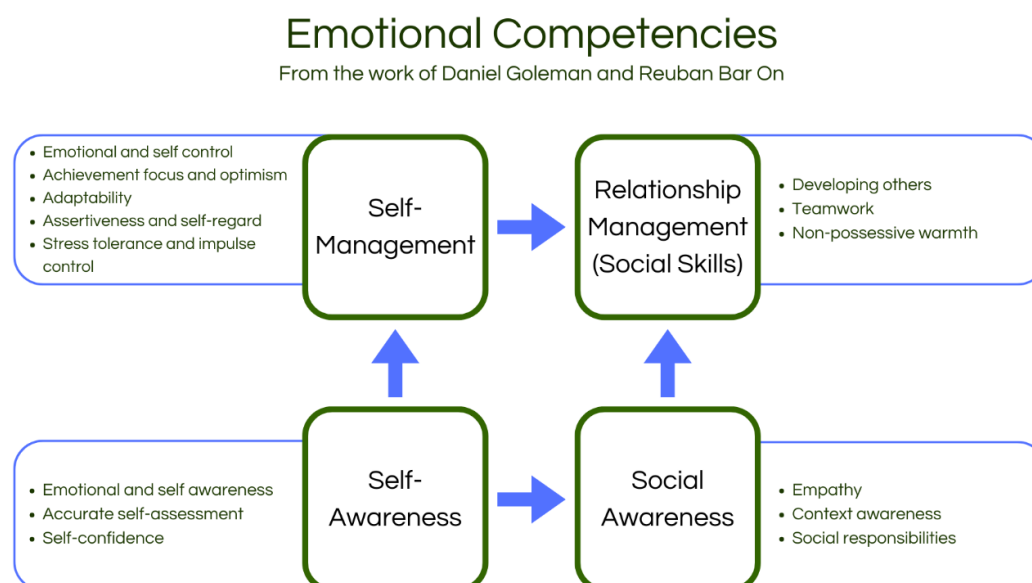 Emotional Competencies
From the work of Daniel Goleman and Reuban Bar On
• Emotional and self control
• Achievement focus and optimism
• Adaptability
• Assertiveness and self-regard
• Stress tolerance and impulse
control
Self-
Management
Relationship
Management
(Social Skills)
• Developing others
• Teamwork
• Non-possessive warmth
• Emotional and self awareness
• Accurate self-assessment
• Self-confidence
Self-
Awareness
Social
Awareness
• Empathy
• Context awareness
• Social responsibilities